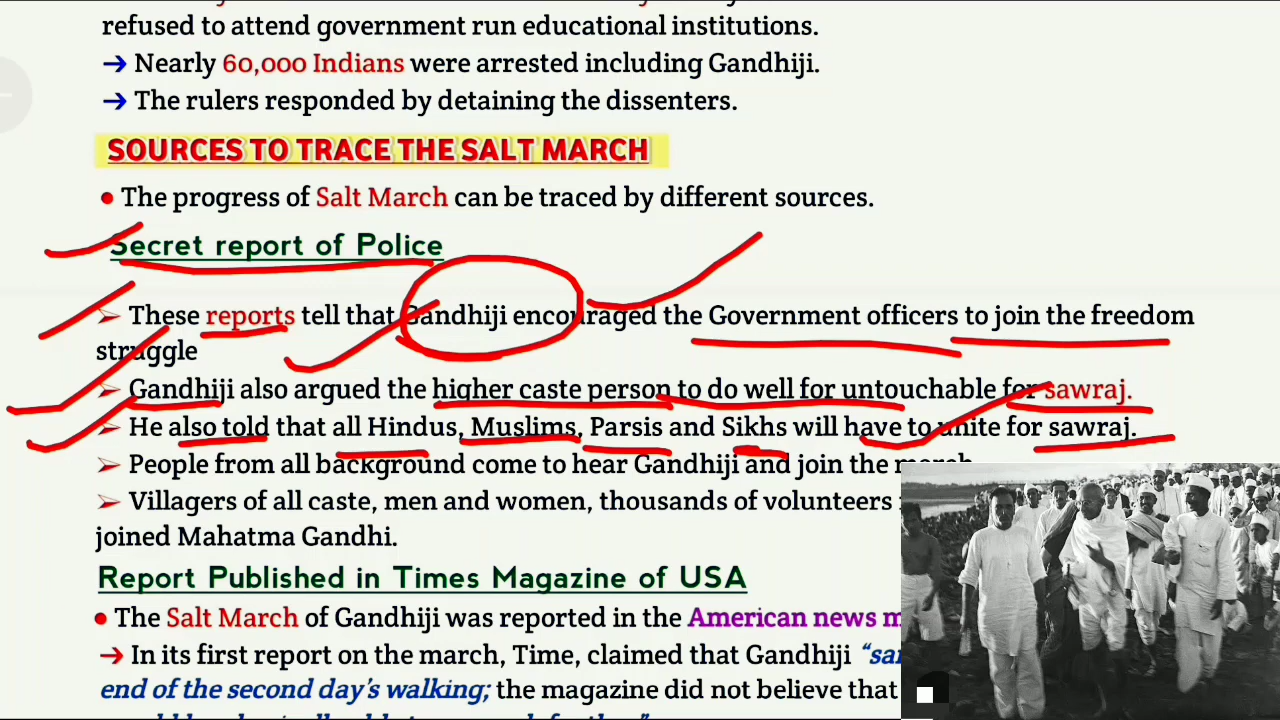 refused to attend government run educational institutions.
→ Nearly 60,000 Indians were arrested including Gandhiji.
→ The rulers responded by detaining the dissenters.
SOURCES TO TRACE THE SALT MARCH
• The progress of Salt March can be traced by different sources.
Secret report of Police
➢ These reports tell that Gandhiji encouraged the Government officers to join the freedom
struggle
➢ Gandhiji also argued the higher caste person to do well for untouchable for sawraj.
➢ He also told that all Hindus, Muslims, Parsis and Sikhs will have to unite for sawraj.
➢ People from all background come to hear Gandhiji and join the march.
➢ Villagers of all caste, men and women, thousands of volunteers
joined Mahatma Gandhi.
Report Published in Times Magazine of USA
• The Salt March of Gandhiji was reported in the American news
→ In its first report on the march, Time, claimed that Gandhiji
end of the second day's walking; the magazine did not believe that